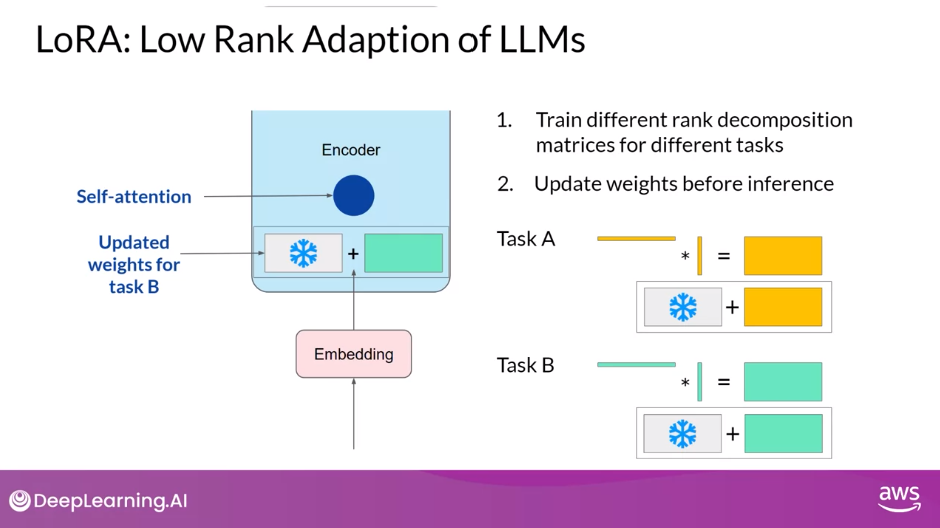 LoRA: Low Rank Adaption of LLMs
Encoder
Self-attention
Updated
weights for
task B
+
Embedding
1. Train different rank decomposition
matrices for different tasks
2. Update weights before inference
Task A
* =
+
Task B
* =
+
DeepLearning.AI
aws